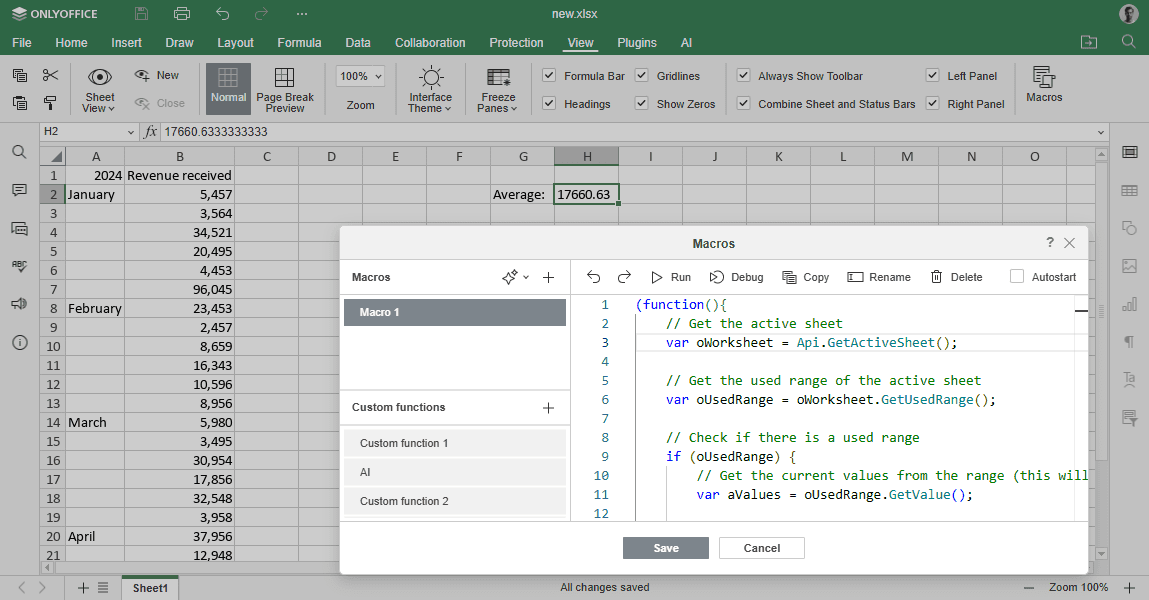 ONLYOFFICE
new.xlsx
File Home Insert Draw Layout Formula Data Collaboration Protection View Plugins AI
Sheet View
New
Close
Normal
Page Break Preview
100%
Zoom
Interface Theme
Freeze Panes
Formula Bar
Headings
Gridlines
Show Zeros
Always Show Toolbar
Combine Sheet and Status Bars
Left Panel
Right Panel
Macros
H2 fx 17660.6333333333
A B C D E F G H I J K L M N O
1 2024 Revenue received
2 January 5,457 Average: 17660.63
3 3,564
4 34,521
5 20,495
6 4,453
7 96,045
8 February 23,453
9 2,457
10 8,659
11 16,343
12 10,596
13 8,956
14 March 5,980
15 3,495
16 30,954
17 17,856
18 32,548
19 3,958
20 April 37,956
21 12,948
Macros ?
Macros
Run Debug Copy Rename Delete Autostart
Macro 1
Custom functions
Custom function 1
AI
Custom function 2
1 (function(){
2 // Get the active sheet
3 var oWorksheet = Api.GetActiveSheet();
4
5 // Get the used range of the active sheet
6 var oUsedRange = oWorksheet.GetUsedRange();
7
8 // Check if there is a used range
9 if (oUsedRange) {
10 // Get the current values from the range (this will
11 var aValues = oUsedRange.GetValue();
12
Save Cancel
Sheet1
All changes saved
Zoom 100%
ABC
Ta